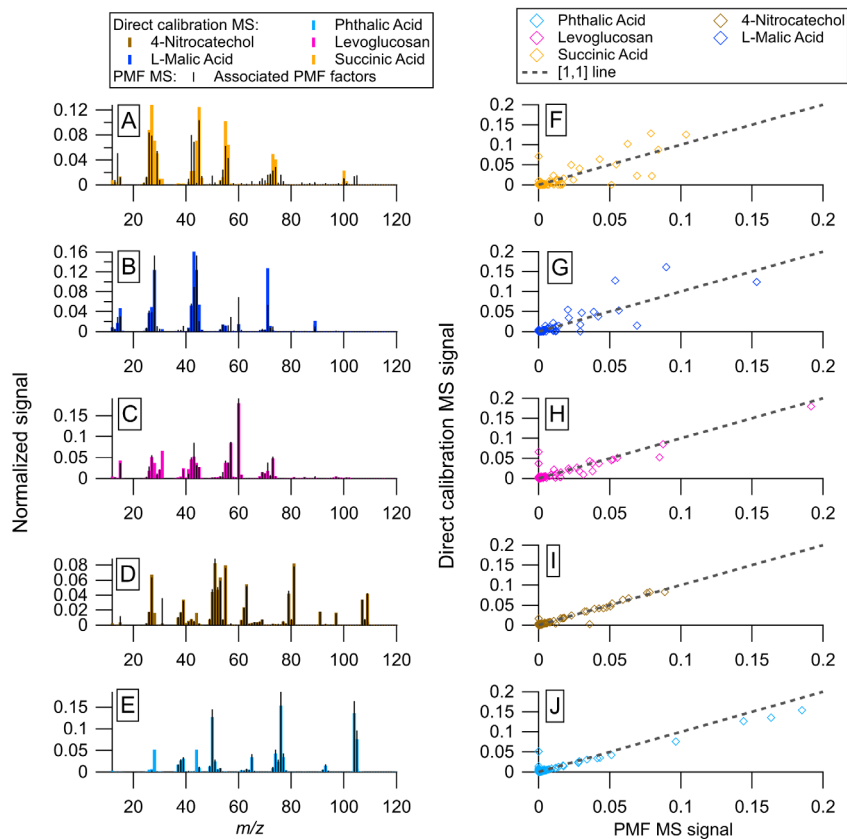 Direct calibration MS:
Phthalic Acid
4-Nitrocatechol
Levoglucosan
L-Malic Acid
Succinic Acid
PMF MS: Associated PMF factors
Phthalic Acid
4-Nitrocatechol
Levoglucosan
L-Malic Acid
Succinic Acid
[1,1] line
Normalized signal
A
0.12
0.08
0.04
0
20 40 60 80 100 120
B
0.16
0.12
0.08
0.04
0
20 40 60 80 100 120
C
0.15
0.1
0.05
0
20 40 60 80 100 120
D
0.08
0.06
0.04
0.02
0
20 40 60 80 100 120
E
0.15
0.1
0.05
0
20 40 60 80 100 120
m/z
Direct calibration MS signal
F
0.2
0.15
0.1
0.05
0
0 0.05 0.1 0.15 0.2
G
0.2
0.15
0.1
0.05
0
0 0.05 0.1 0.15 0.2
H
0.2
0.15
0.1
0.05
0
0 0.05 0.1 0.15 0.2
I
0.2
0.15
0.1
0.05
0
0 0.05 0.1 0.15 0.2
J
0.2
0.15
0.1
0.05
0
0 0.05 0.1 0.15 0.2
PMF MS signal